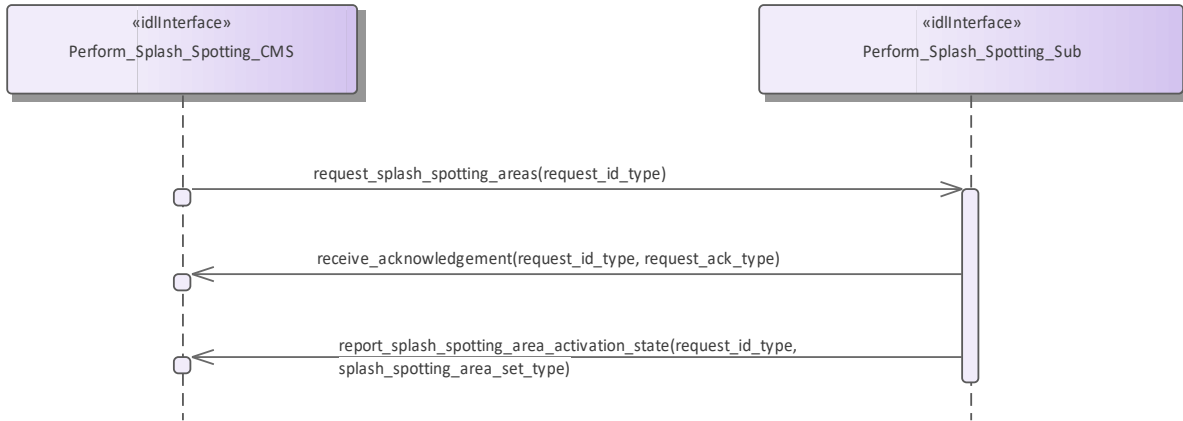 «idlInterface»
Perform_Splash_Spotting_CMS
«idlInterface»
Perform_Splash_Spotting_Sub
request_splash_spotting_areas(request_id_type)
receive_acknowledgement(request_id_type, request_ack_type)
report_splash_spotting_area_activation_state(request_id_type,
splash_spotting_area_set_type)